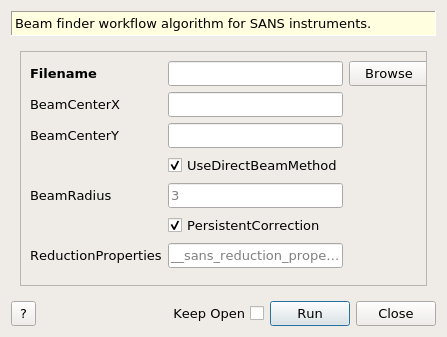 Beam finder workflow algorithm for SANS instruments.
Filename Browse
BeamCenterX
BeamCenterY
UseDirectBeamMethod
BeamRadius 3
PersistentCorrection
ReductionProperties __sans_reduction_prope...
? Keep Open Run Close